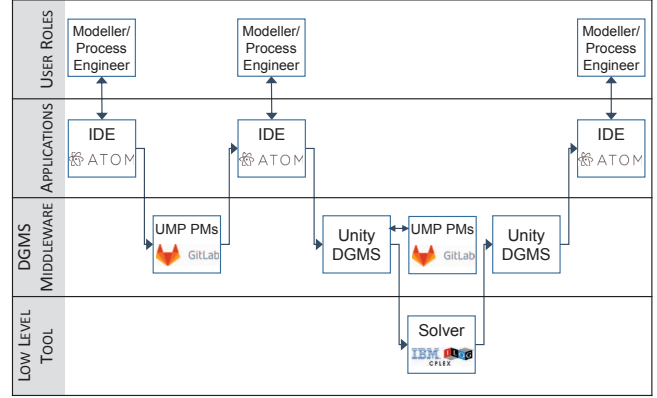 USER ROLES
Modeller/
Process
Engineer
Modeller/
Process
Engineer
Modeller/
Process
Engineer
APPLICATIONS
IDE
ATOM
IDE
ATOM
IDE
ATOM
DGMS
MIDDLEWARE
UMP PMs
GitLab
Unity
DGMS
UMP PMs
GitLab
Unity
DGMS
LOW LEVEL
TOOL
Solver
IBM ILOG
CPLEX